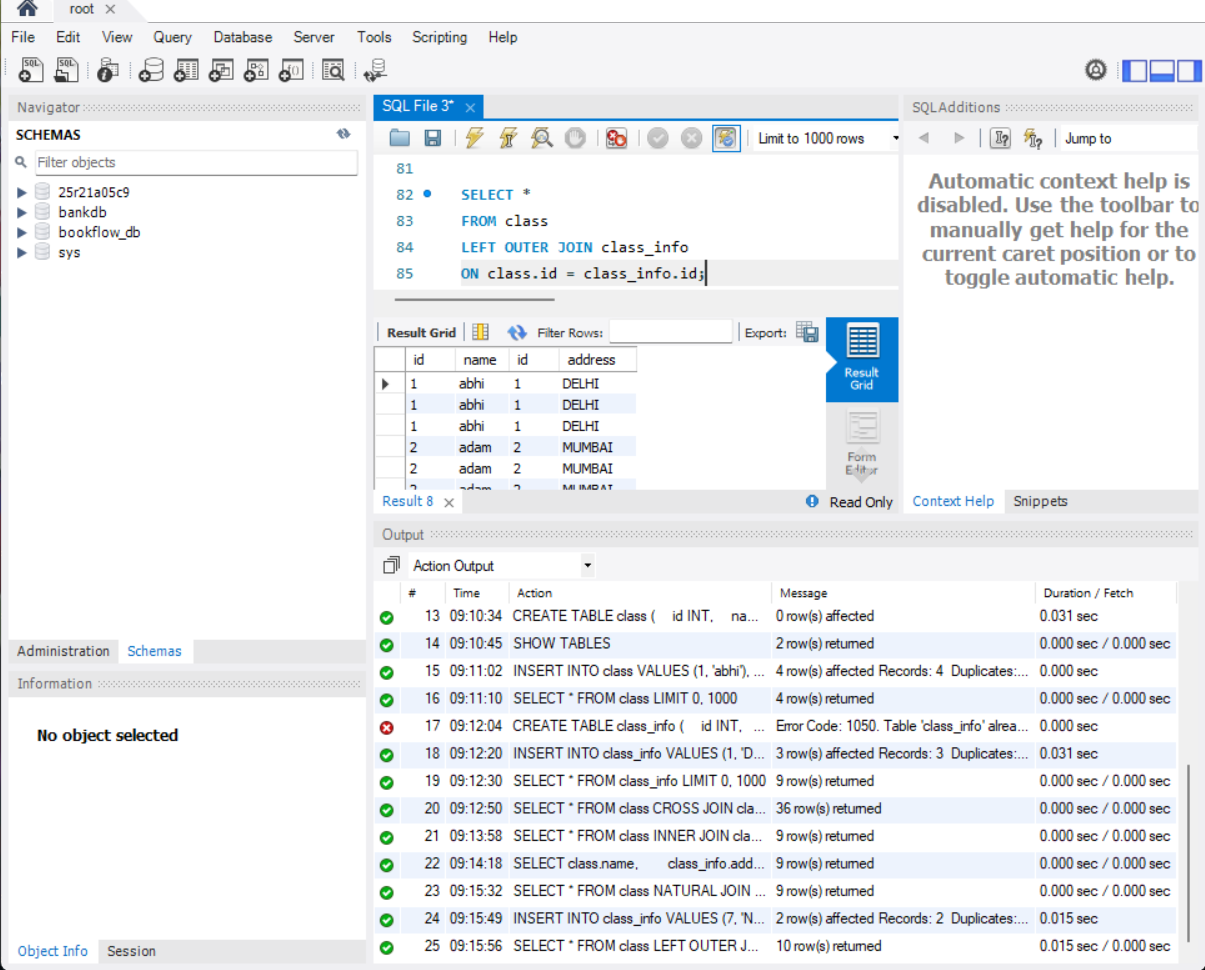 root
File Edit View Query Database Server Tools Scripting Help
SQL SQL
Navigator
SCHEMAS
Filter objects
25r21a05c9
bankdb
bookflow_db
sys
Administration Schemas
Information
No object selected
Object Info Session
SQL File 3*
Limit to 1000 rows
81
82 SELECT *
83 FROM class
84 LEFT OUTER JOIN class_info
85 ON class.id = class_info.id;
Result Grid Filter Rows: Export:
id name id address
1 abhi 1 DELHI
1 abhi 1 DELHI
1 abhi 1 DELHI
2 adam 2 MUMBAI
2 adam 2 MUMBAI
2 adam 2 MUMBAI
Result
Grid
Form
Editor
Result 8 Read Only
SQLAdditions
Jump to
Automatic context help is
disabled. Use the toolbar to
manually get help for the
current caret position or to
toggle automatic help.
Context Help Snippets
Output
Action Output
# Time Action Message Duration / Fetch
13 09:10:34 CREATE TABLE class ( id INT, na... 0 row(s) affected 0.031 sec
14 09:10:45 SHOW TABLES 2 row(s) returned 0.000 sec / 0.000 sec
15 09:11:02 INSERT INTO class VALUES (1, 'abhi'), ... 4 row(s) affected Records: 4 Duplicates:... 0.000 sec
16 09:11:10 SELECT * FROM class LIMIT 0, 1000 4 row(s) returned 0.000 sec / 0.000 sec
17 09:12:04 CREATE TABLE class_info ( id INT, ... Error Code: 1050. Table 'class_info' alrea... 0.000 sec
18 09:12:20 INSERT INTO class_info VALUES (1, 'D... 3 row(s) affected Records: 3 Duplicates:... 0.031 sec
19 09:12:30 SELECT * FROM class_info LIMIT 0, 1000 9 row(s) returned 0.000 sec / 0.000 sec
20 09:12:50 SELECT * FROM class CROSS JOIN cla... 36 row(s) returned 0.000 sec / 0.000 sec
21 09:13:58 SELECT * FROM class INNER JOIN cla... 9 row(s) returned 0.000 sec / 0.000 sec
22 09:14:18 SELECT class.name, class_info.add... 9 row(s) returned 0.000 sec / 0.000 sec
23 09:15:32 SELECT * FROM class NATURAL JOIN ... 9 row(s) returned 0.000 sec / 0.000 sec
24 09:15:49 INSERT INTO class_info VALUES (7, 'N... 2 row(s) affected Records: 2 Duplicates:... 0.015 sec
25 09:15:56 SELECT * FROM class LEFT OUTER J... 10 row(s) returned 0.015 sec / 0.000 sec